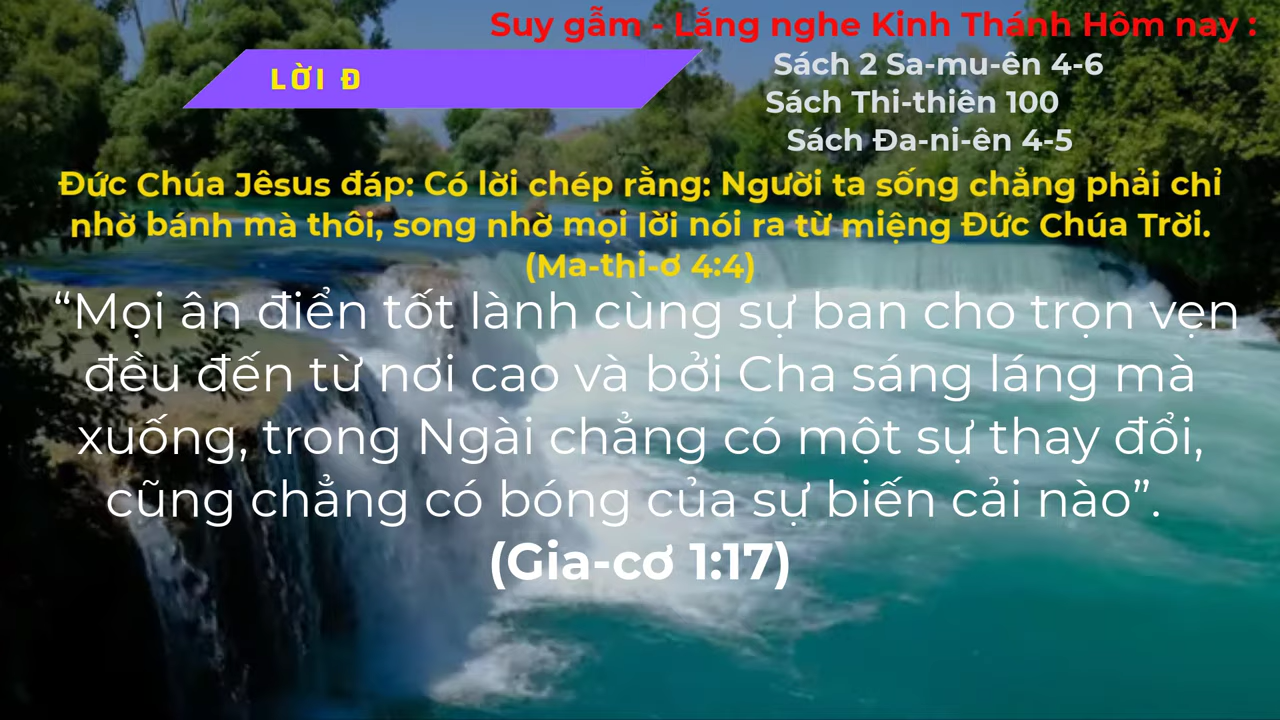 Suy gẫm - Lắng nghe Kinh Thánh Hôm nay :
LỜI Đ
Sách 2 Sa-mu-ên 4-6
Sách Thi-thiên 100
Sách Đa-ni-ên 4-5
Đức Chúa Jêsus đáp: Có lời chép rằng: Người ta sống chẳng phải chỉ
nhờ bánh mà thôi, song nhờ mọi lời nói ra từ miệng Đức Chúa Trời.
(Ma-thi-ơ 4:4)
“Mọi ân điển tốt lành cùng sự ban cho trọn vẹn
đều đến từ nơi cao và bởi Cha sáng láng mà
xuống, trong Ngài chẳng có một sự thay đổi,
cũng chẳng có bóng của sự biến cải nào”.
(Gia-cơ 1:17)